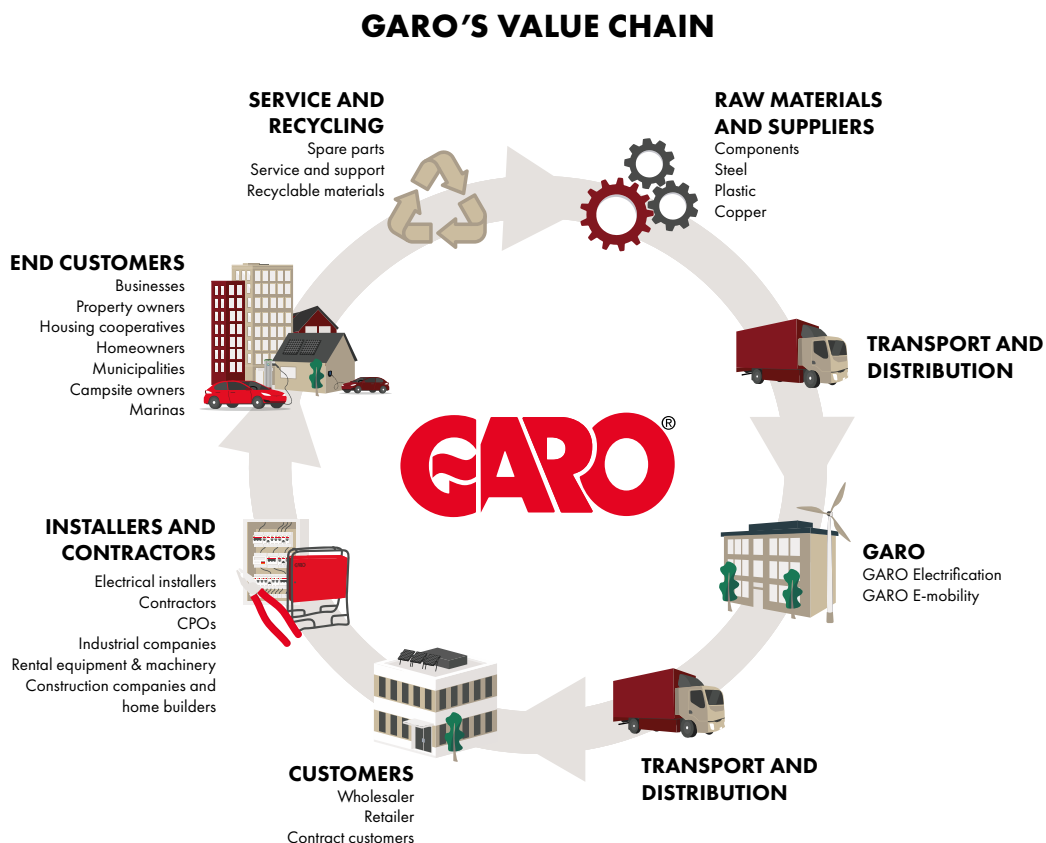 GARO'S VALUE CHAIN
SERVICE AND
RECYCLING
Spare parts
Service and support
Recyclable materials
RAW MATERIALS
AND SUPPLIERS
Components
Steel
Plastic
Copper
END CUSTOMERS
Businesses
Property owners
Housing cooperatives
Homeowners
Municipalities
Campsite owners
Marinas
TRANSPORT AND
DISTRIBUTION
GARO®
INSTALLERS AND
CONTRACTORS
Electrical installers
Contractors
CPOs
Industrial companies
Rental equipment & machinery
Construction companies and
home builders
GARO
GARO Electrification
GARO E-mobility
CUSTOMERS
Wholesaler
Retailer
Contract customers
TRANSPORT AND
DISTRIBUTION